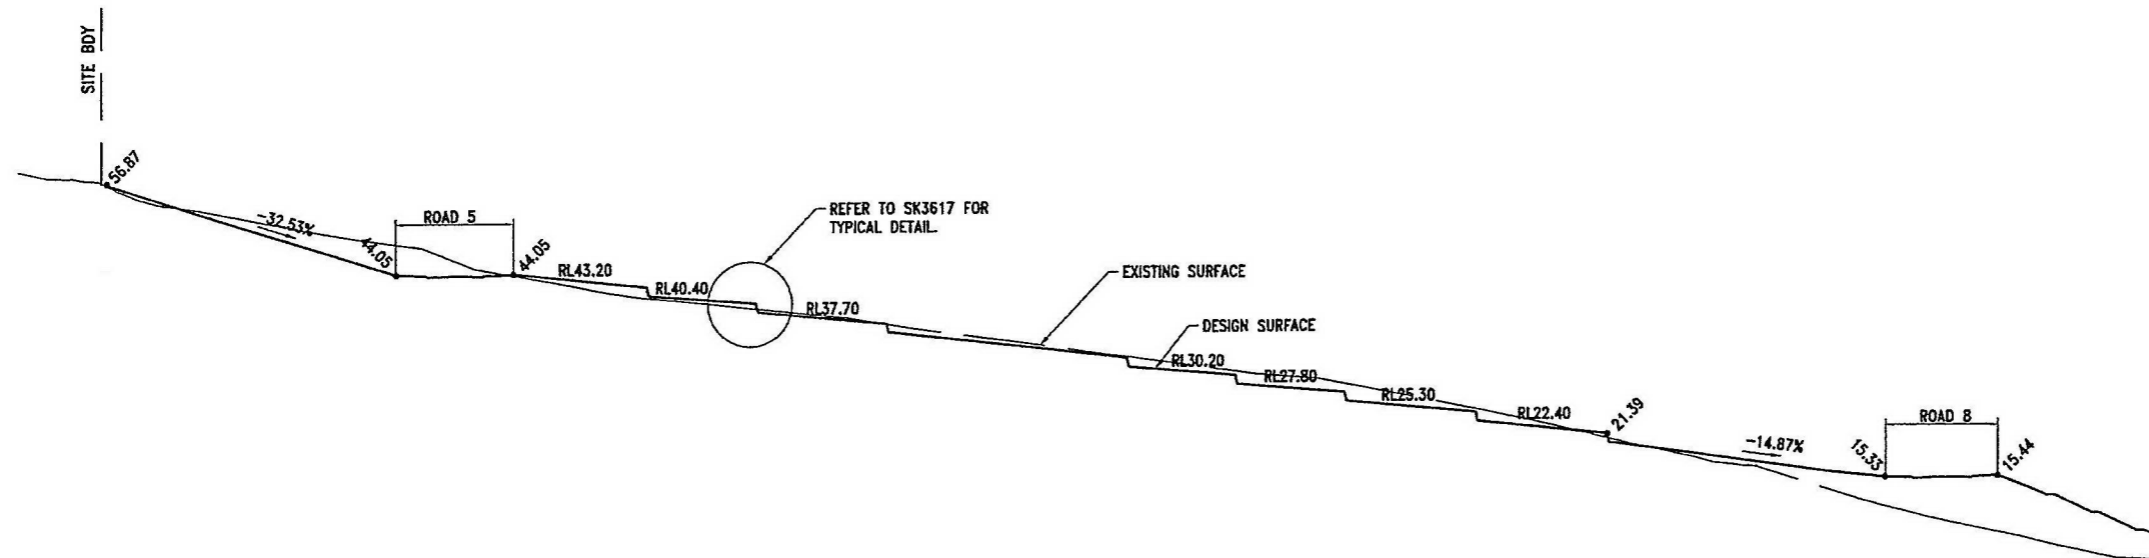 SITE BDY
56.87
-32.53%
44.05
ROAD 5
44.05
RL43.20
RL40.40
REFER TO SK3617 FOR
TYPICAL DETAIL
RL37.70
EXISTING SURFACE
DESIGN SURFACE
RL30.20
RL27.80
RL25.30
RL22.40
21.39
-14.87%
15.33
ROAD 8
15.44